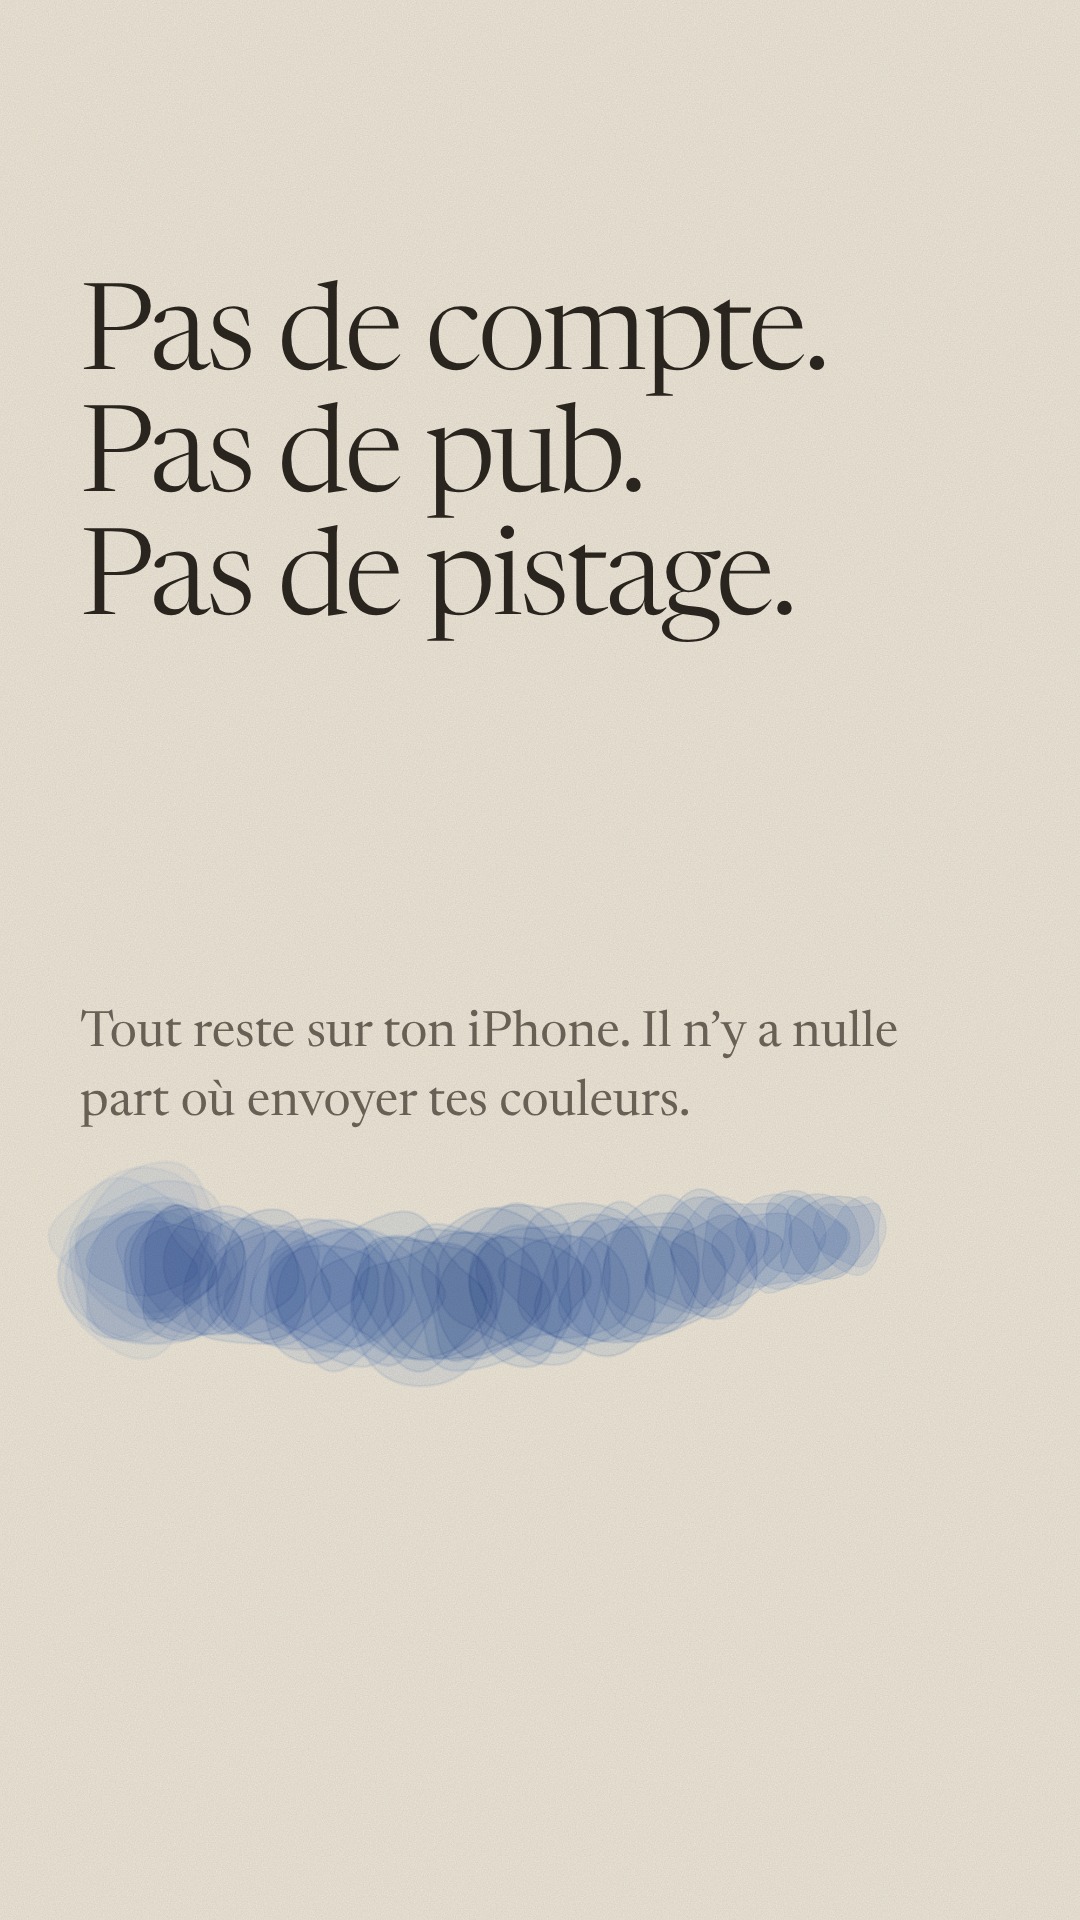 Pas de compte.
Pas de pub.
Pas de pistage.
Tout reste sur ton iPhone. Il n’y a nulle
part où envoyer tes couleurs.